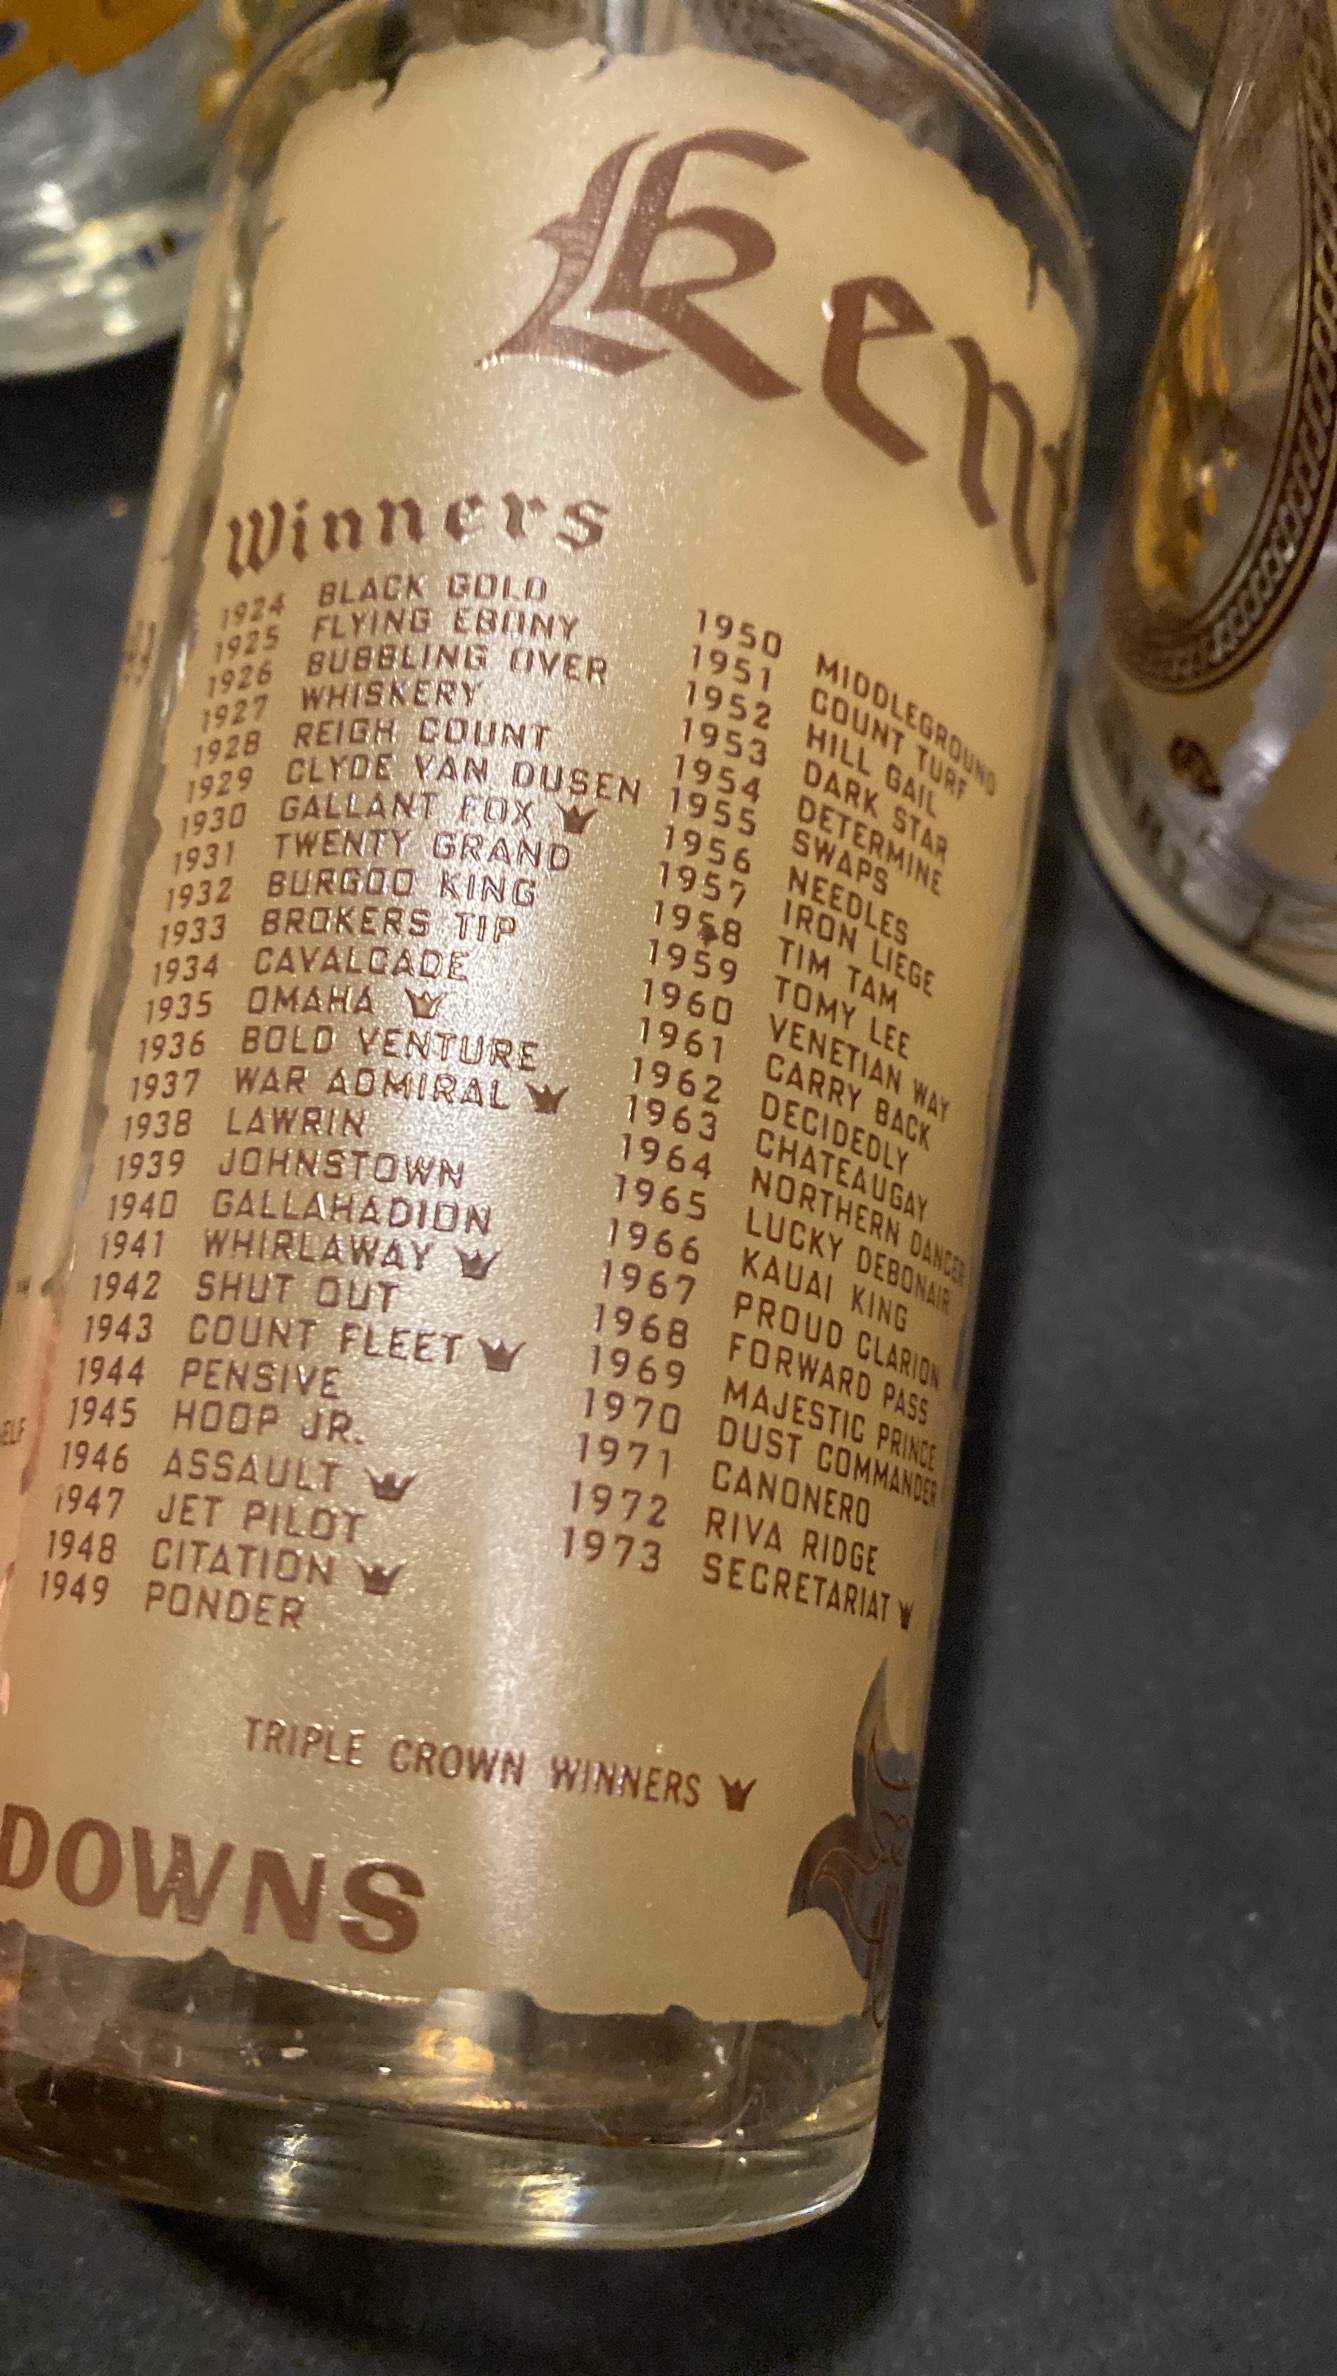 Ken
Winners
1924 BLACK GOLD
1925 FLYING EBONY
1926 BUBBLING OVER
1927 WHISKERY
1928 REIGH COUNT
1929 CLYDE VAN DUSEN
1930 GALLANT FOX
1931 TWENTY GRAND
1932 BURGOO KING
1933 BROKERS TIP
1934 CAVALCADE
1935 OMAHA
1936 BOLD VENTURE
1937 WAR ADMIRAL
1938 LAWRIN
1939 JOHNSTOWN
1940 GALLAHADION
1941 WHIRLAWAY
1942 SHUT OUT
1943 COUNT FLEET
1944 PENSIVE
1945 HOOP JR.
1946 ASSAULT
1947 JET PILOT
1948 CITATION
1949 PONDER
1950 MIDDLEGROUND
1951 COUNT TURF
1952 HILL GAIL
1953 DARK STAR
1954 DETERMINE
1955 SWAPS
1956 NEEDLES
1957 IRON LIEGE
1958 TIM TAM
1959 TOMY LEE
1960 VENETIAN WAY
1961 CARRY BACK
1962 DECIDEDLY
1963 CHATEAUGAY
1964 NORTHERN DANCER
1965 LUCKY DEBONAIR
1966 KAUAI KING
1967 PROUD CLARION
1968 FORWARD PASS
1969 MAJESTIC PRINCE
1970 DUST COMMANDER
1971 CANONERO
1972 RIVA RIDGE
1973 SECRETARIAT
TRIPLE CROWN WINNERS
DOWNS